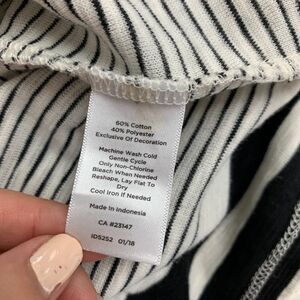 60% Cotton
40% Polyester
Exclusive Of Decoration
Machine Wash Cold
Gentle Cycle
Only Non-Chlorine
Bleach When Needed
Reshape, Lay Flat To
Dry
Cool Iron If Needed
Made In Indonesia
CA #23147
ID5252 01/18